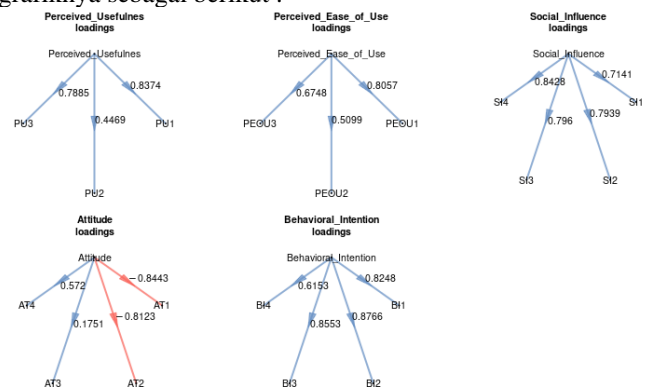 grafiknya sebagai berikut :
Perceived_Usefulnes
loadings
Perceived_Usefulnes
0.7885
0.8374
0.4469
PU3
PU1
PU2
Perceived_Ease_of_Use
loadings
Perceived_Ease_of_Use
0.6748
0.8057
0.5099
PEOU3
PEOU1
PEOU2
Social_Influence
loadings
Social_Influence
0.8428
0.7141
0.796
0.7939
SI4
SI1
SI3
SI2
Attitude
loadings
Attitude
0.572
−0.8443
0.1751
−0.8123
AT4
AT1
AT3
AT2
Behavioral_Intention
loadings
Behavioral_Intention
0.6153
0.8248
0.8553
0.8766
BI4
BI1
BI3
BI2